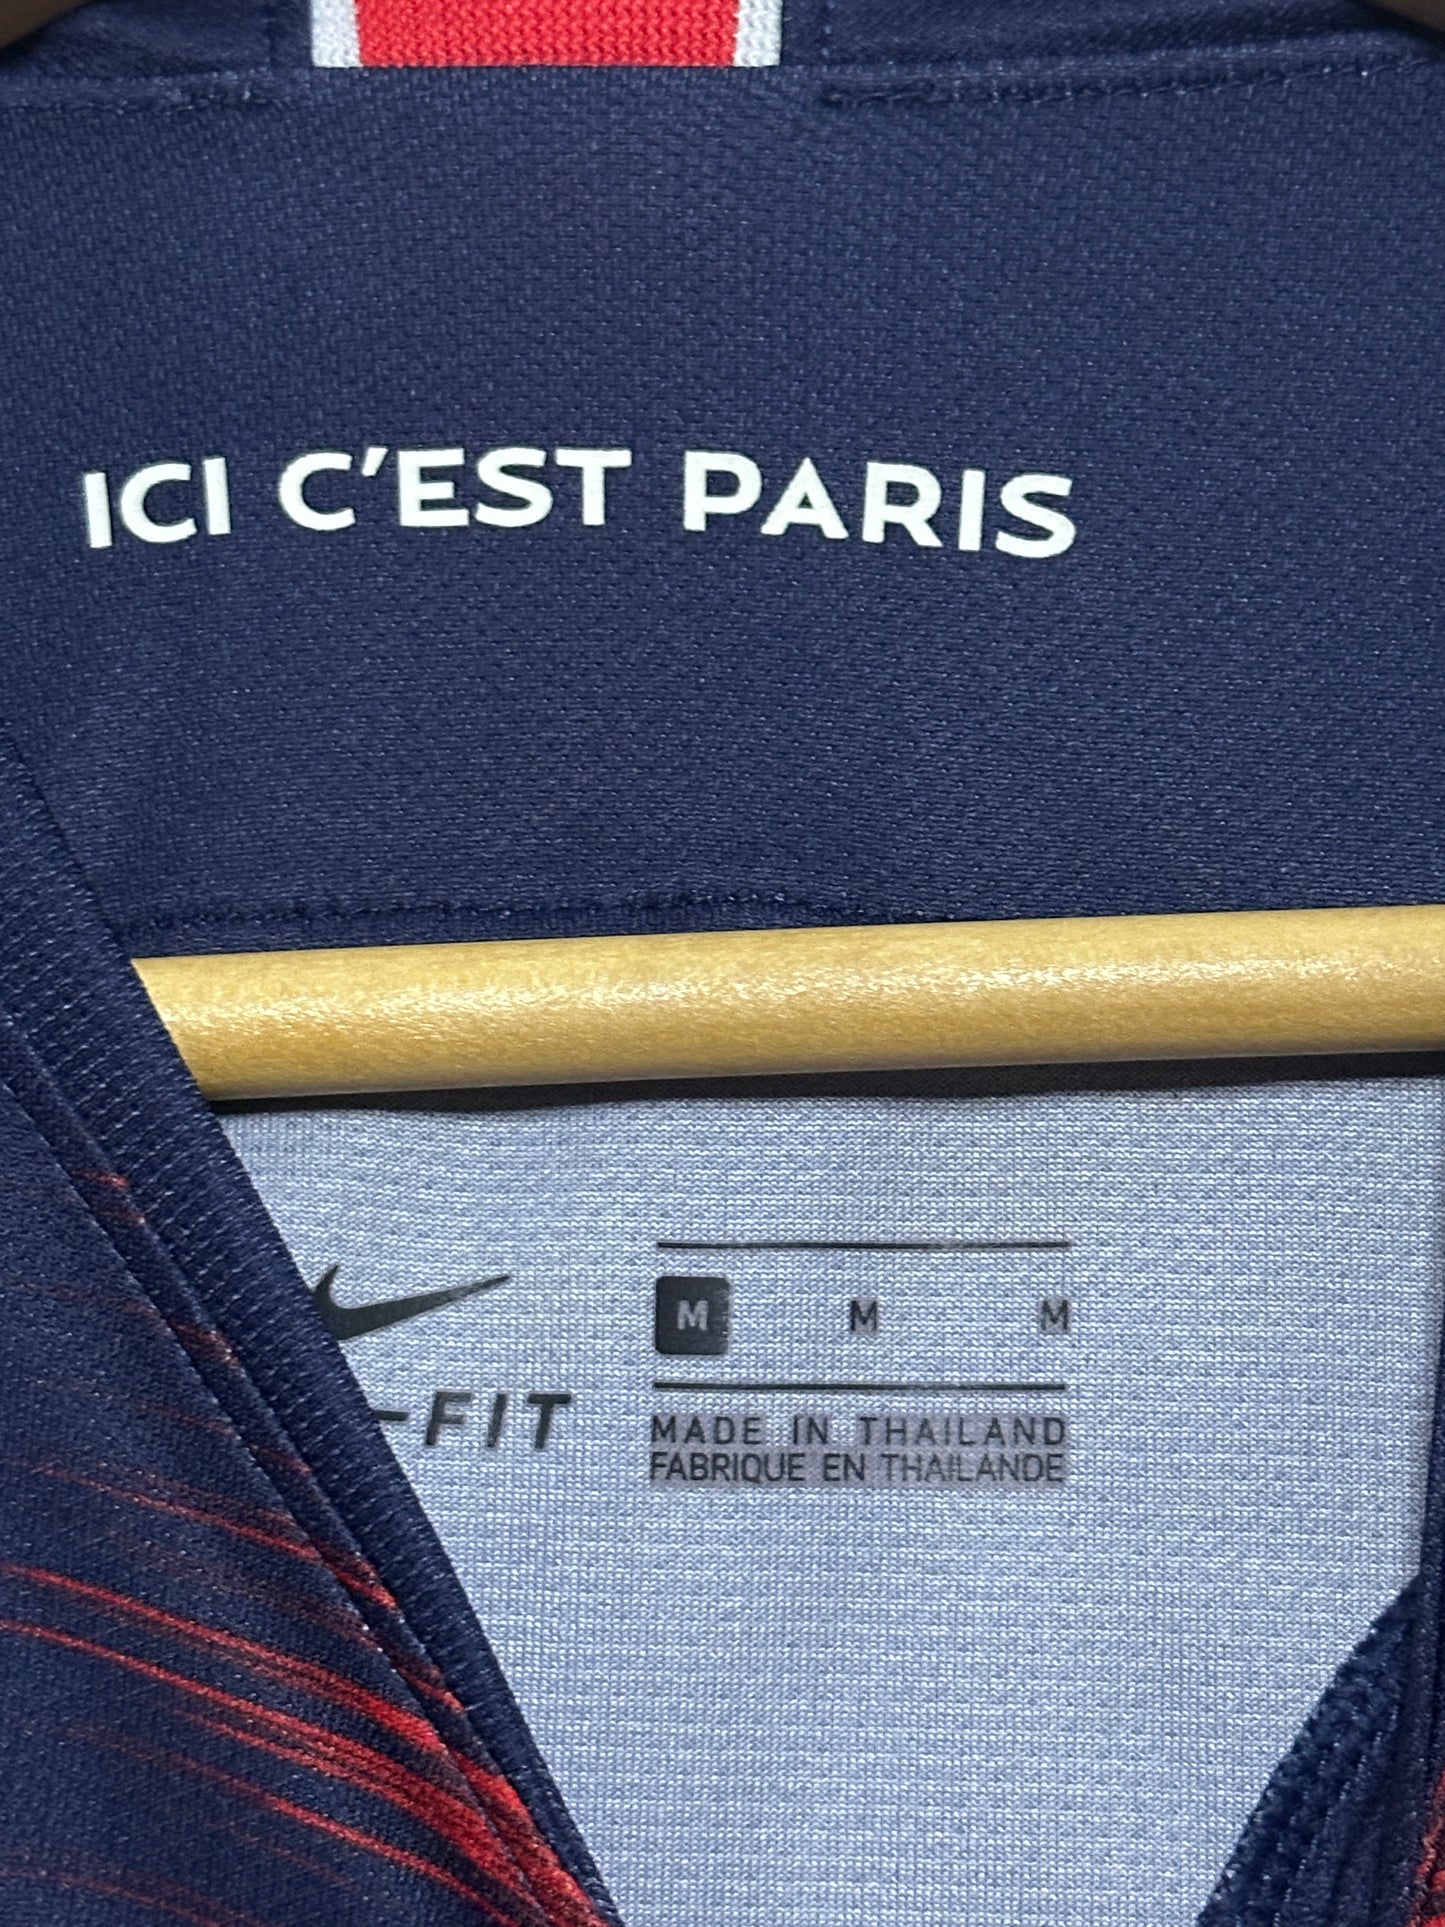 ICI C'EST PARIS
M M M
-FIT
MADE IN THAILAND
FABRIQUE EN THAILANDE